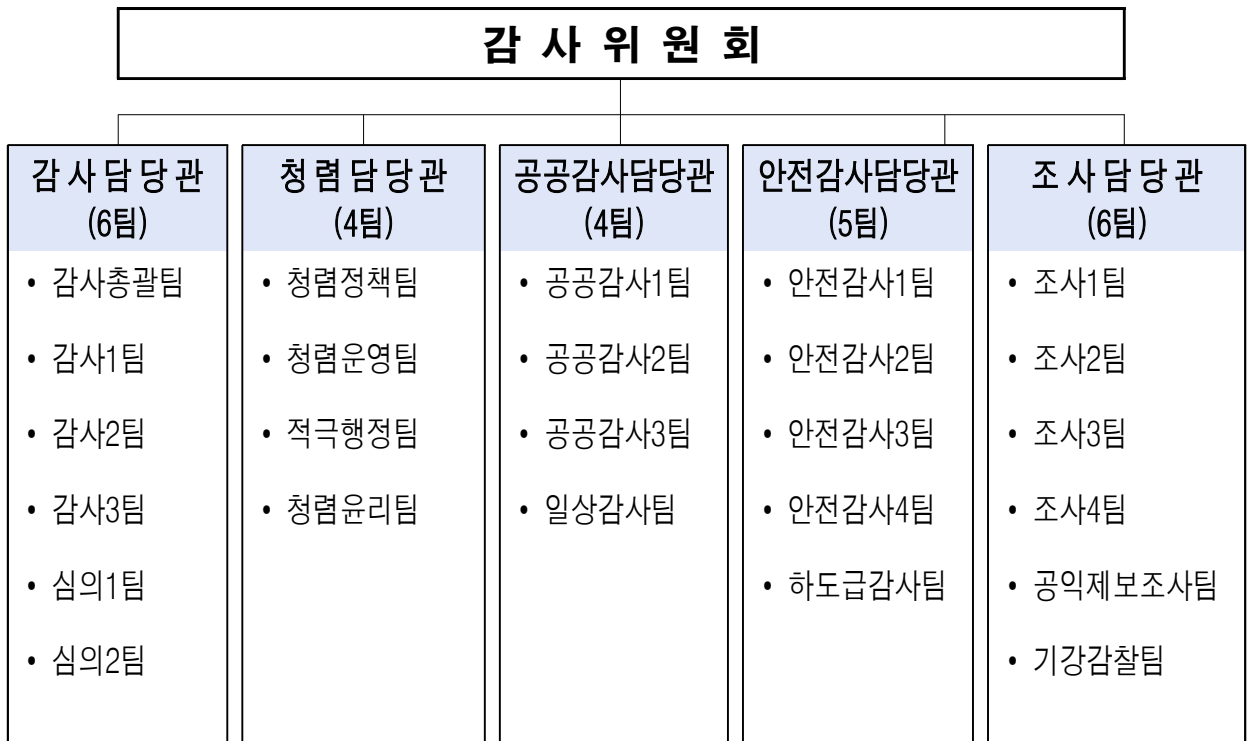 감 사 위 원 회
감 사 담 당 관
(6팀)
• 감사총괄팀
• 감사1팀
• 감사2팀
• 감사3팀
• 심의1팀
• 심의2팀
청 렴 담 당 관
(4팀)
• 청렴정책팀
• 청렴운영팀
• 적극행정팀
• 청렴윤리팀
공공감사담당관
(4팀)
• 공공감사1팀
• 공공감사2팀
• 공공감사3팀
• 일상감사팀
안전감사담당관
(5팀)
• 안전감사1팀
• 안전감사2팀
• 안전감사3팀
• 안전감사4팀
• 하도급감사팀
조 사 담 당 관
(6팀)
• 조사1팀
• 조사2팀
• 조사3팀
• 조사4팀
• 공익제보조사팀
• 기강감찰팀